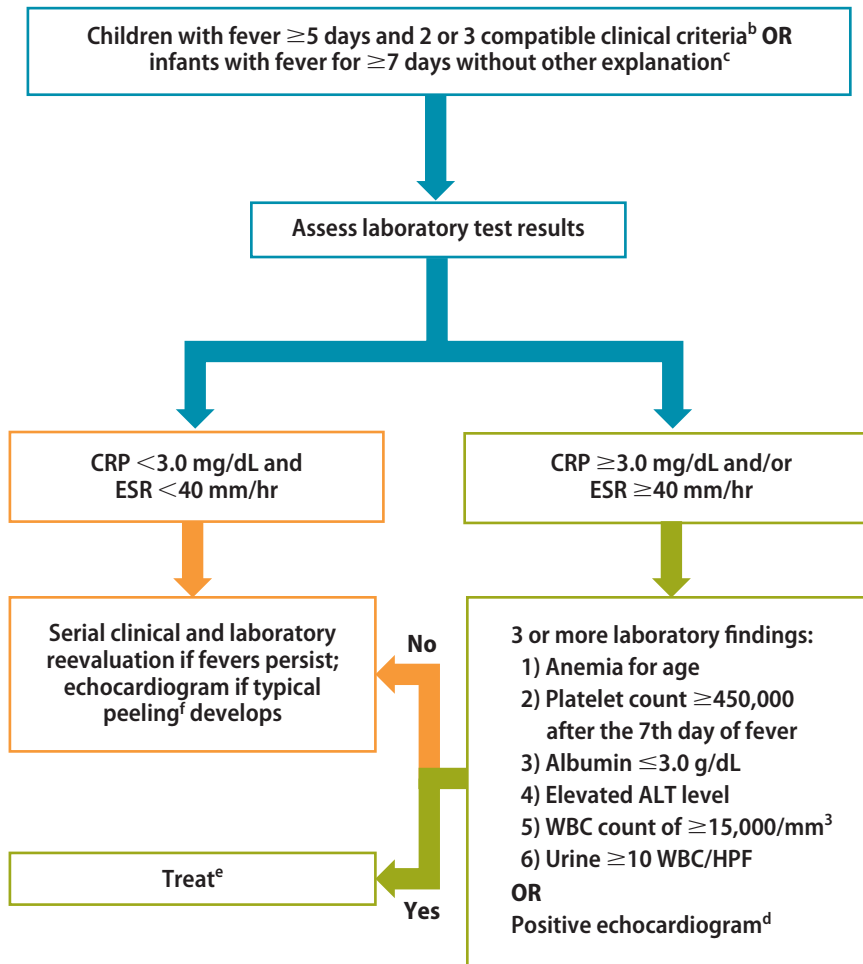 Children with fever ≥5 days and 2 or 3 compatible clinical criteriaᵇ OR
infants with fever for ≥7 days without other explanationᶜ
Assess laboratory test results
CRP <3.0 mg/dL and
ESR <40 mm/hr
CRP ≥3.0 mg/dL and/or
ESR ≥40 mm/hr
Serial clinical and laboratory
reevaluation if fevers persist;
echocardiogram if typical
peelingᶠ develops
No
3 or more laboratory findings:
1) Anemia for age
2) Platelet count ≥450,000
after the 7th day of fever
3) Albumin ≤3.0 g/dL
4) Elevated ALT level
5) WBC count of ≥15,000/mm³
6) Urine ≥10 WBC/HPF
OR
Positive echocardiogramᵈ
Treatᵉ
Yes